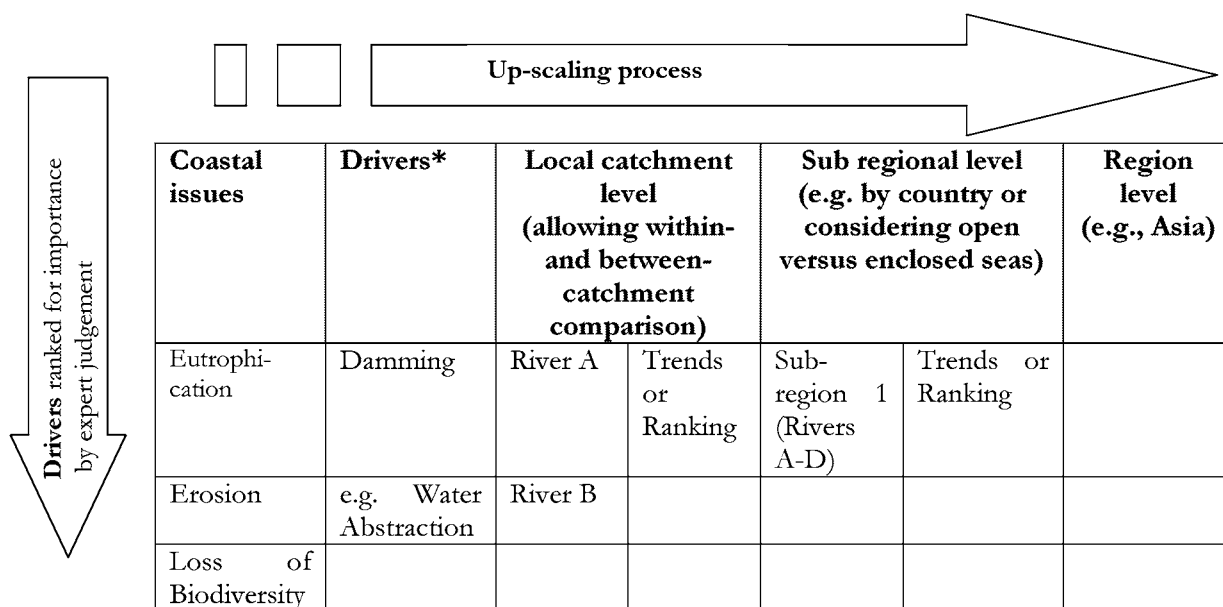 Up-scaling process
Drivers ranked for importance
by expert judgement
Coastal
issues
Drivers*
Local catchment
level
(allowing within-
and between-
catchment
comparison)
Sub regional level
(e.g. by country or
considering open
versus enclosed seas)
Region
level
(e.g., Asia)
Eutrophi-
cation
Damming
River A
Trends
or
Ranking
Sub-
region 1
(Rivers
A-D)
Trends or
Ranking
Erosion
e.g. Water
Abstraction
River B
Loss of
Biodiversity